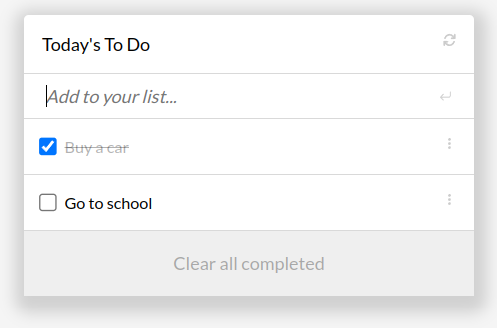 Today's To Do
Add to your list...
Buy a car
Go to school
Clear all completed